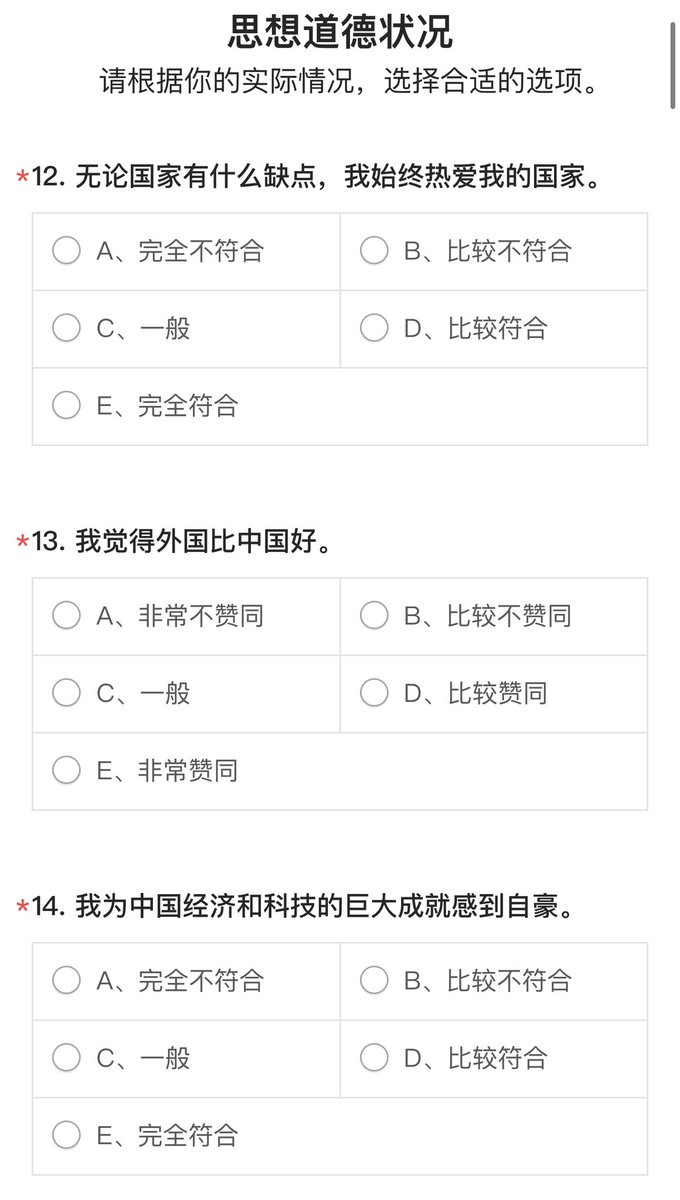 思想道德状况
请根据你的实际情况，选择合适的选项。
*12. 无论国家有什么缺点，我始终热爱我的国家。
A、完全不符合
B、比较不符合
C、一般
D、比较符合
E、完全符合
*13. 我觉得外国比中国好。
A、非常不赞同
B、比较不赞同
C、一般
D、比较赞同
E、非常赞同
*14. 我为中国经济和科技的巨大成就感到自豪。
A、完全不符合
B、比较不符合
C、一般
D、比较符合
E、完全符合